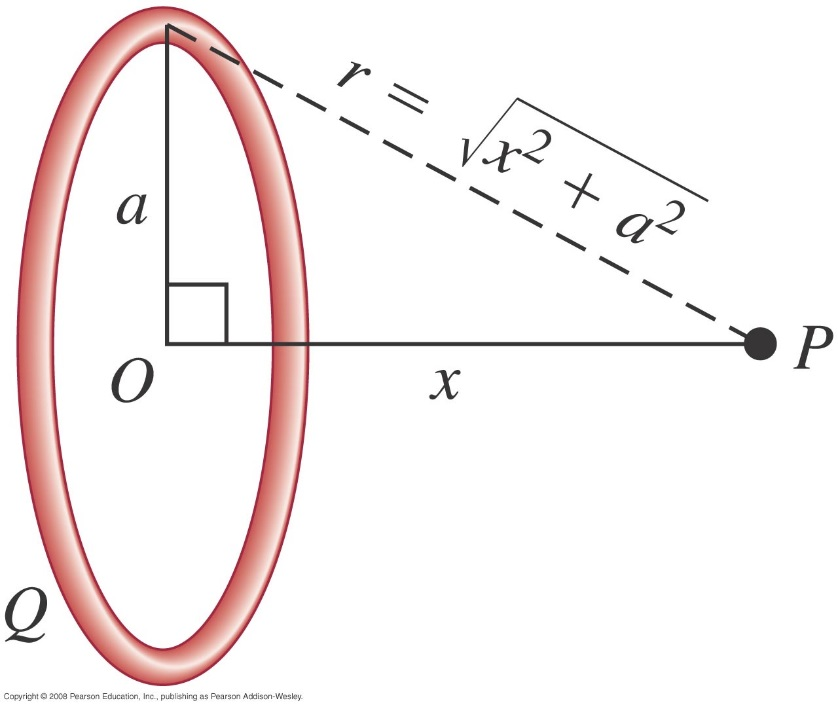 r = √x² + a²
a
O
x
P
Q
Copyright © 2008 Pearson Education, Inc., publishing as Pearson Addison-Wesley.